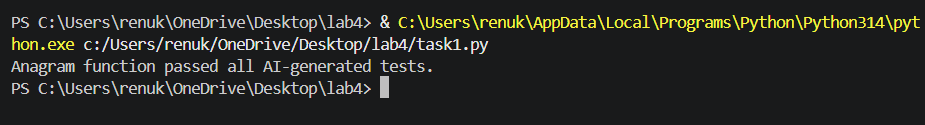 PS C:\Users\renuk\OneDrive\Desktop\lab4> & C:\Users\renuk\AppData\Local\Programs\Python\Python314\pyt
hon.exe c:/Users/renuk/OneDrive/Desktop/lab4/task1.py
Anagram function passed all AI-generated tests.
PS C:\Users\renuk\OneDrive\Desktop\lab4>